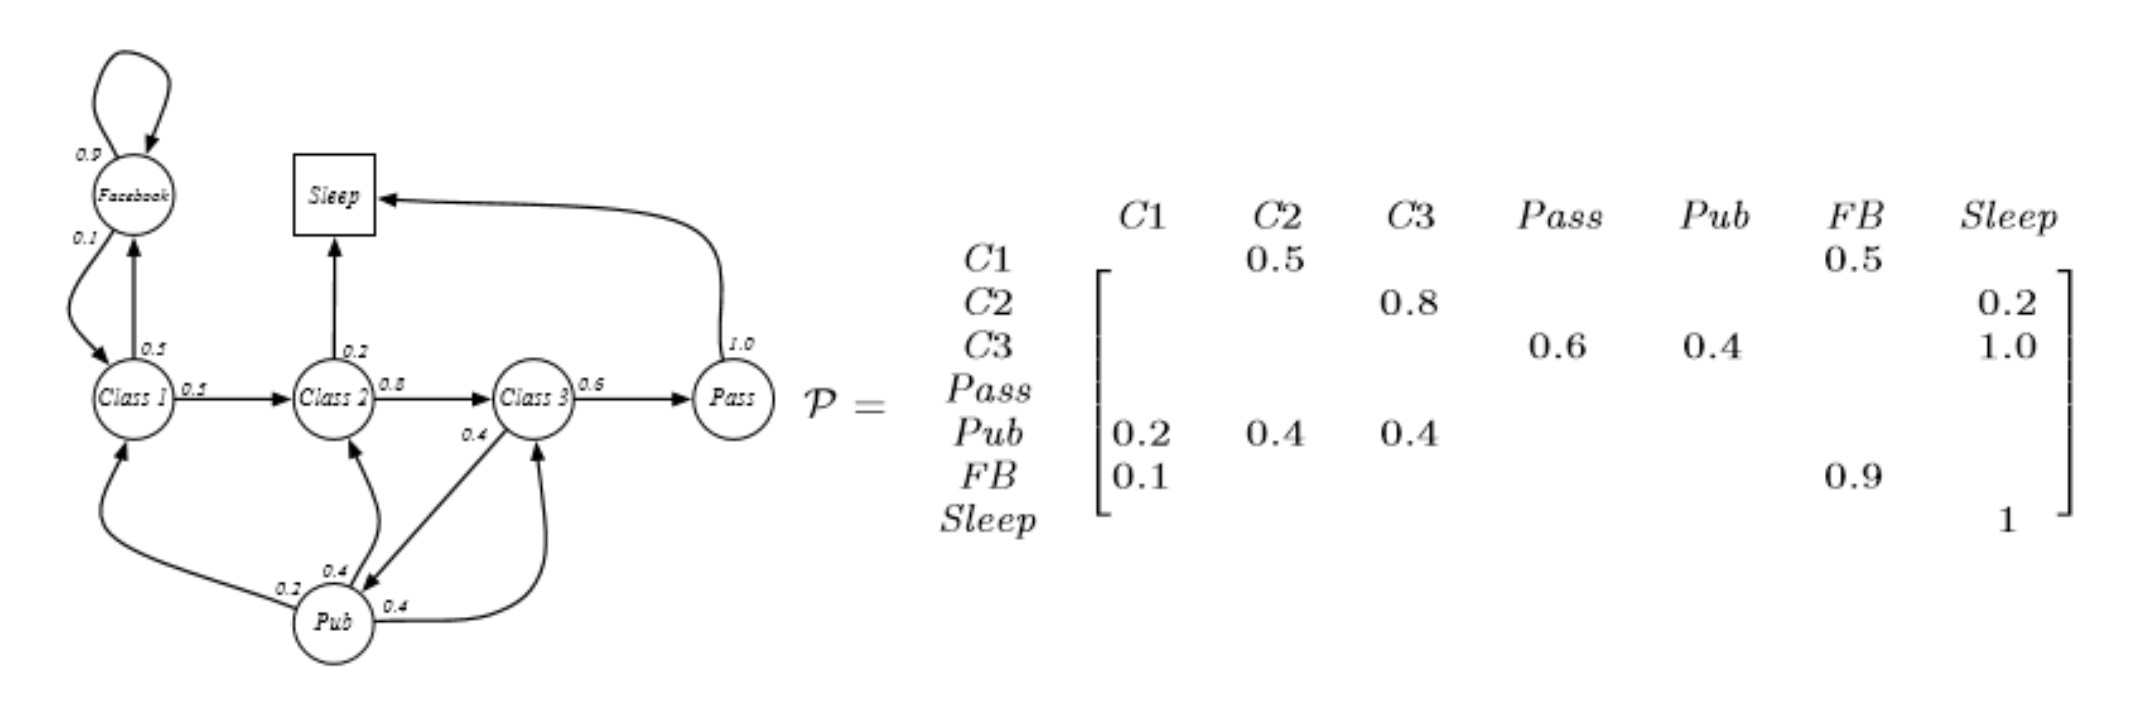 0.9
Facebook
0.1
Sleep
0.5
Class 1
0.5
0.2
Class 2
0.8
Class 3
0.6
0.4
1.0
Pass
0.2
0.4
Pub
0.4
P =
C1 C2 C3 Pass Pub FB Sleep
C1 0.5 0.5
C2 0.8 0.2
C3 0.6 0.4 1.0
Pass
Pub 0.2 0.4 0.4
FB 0.1 0.9
Sleep 1